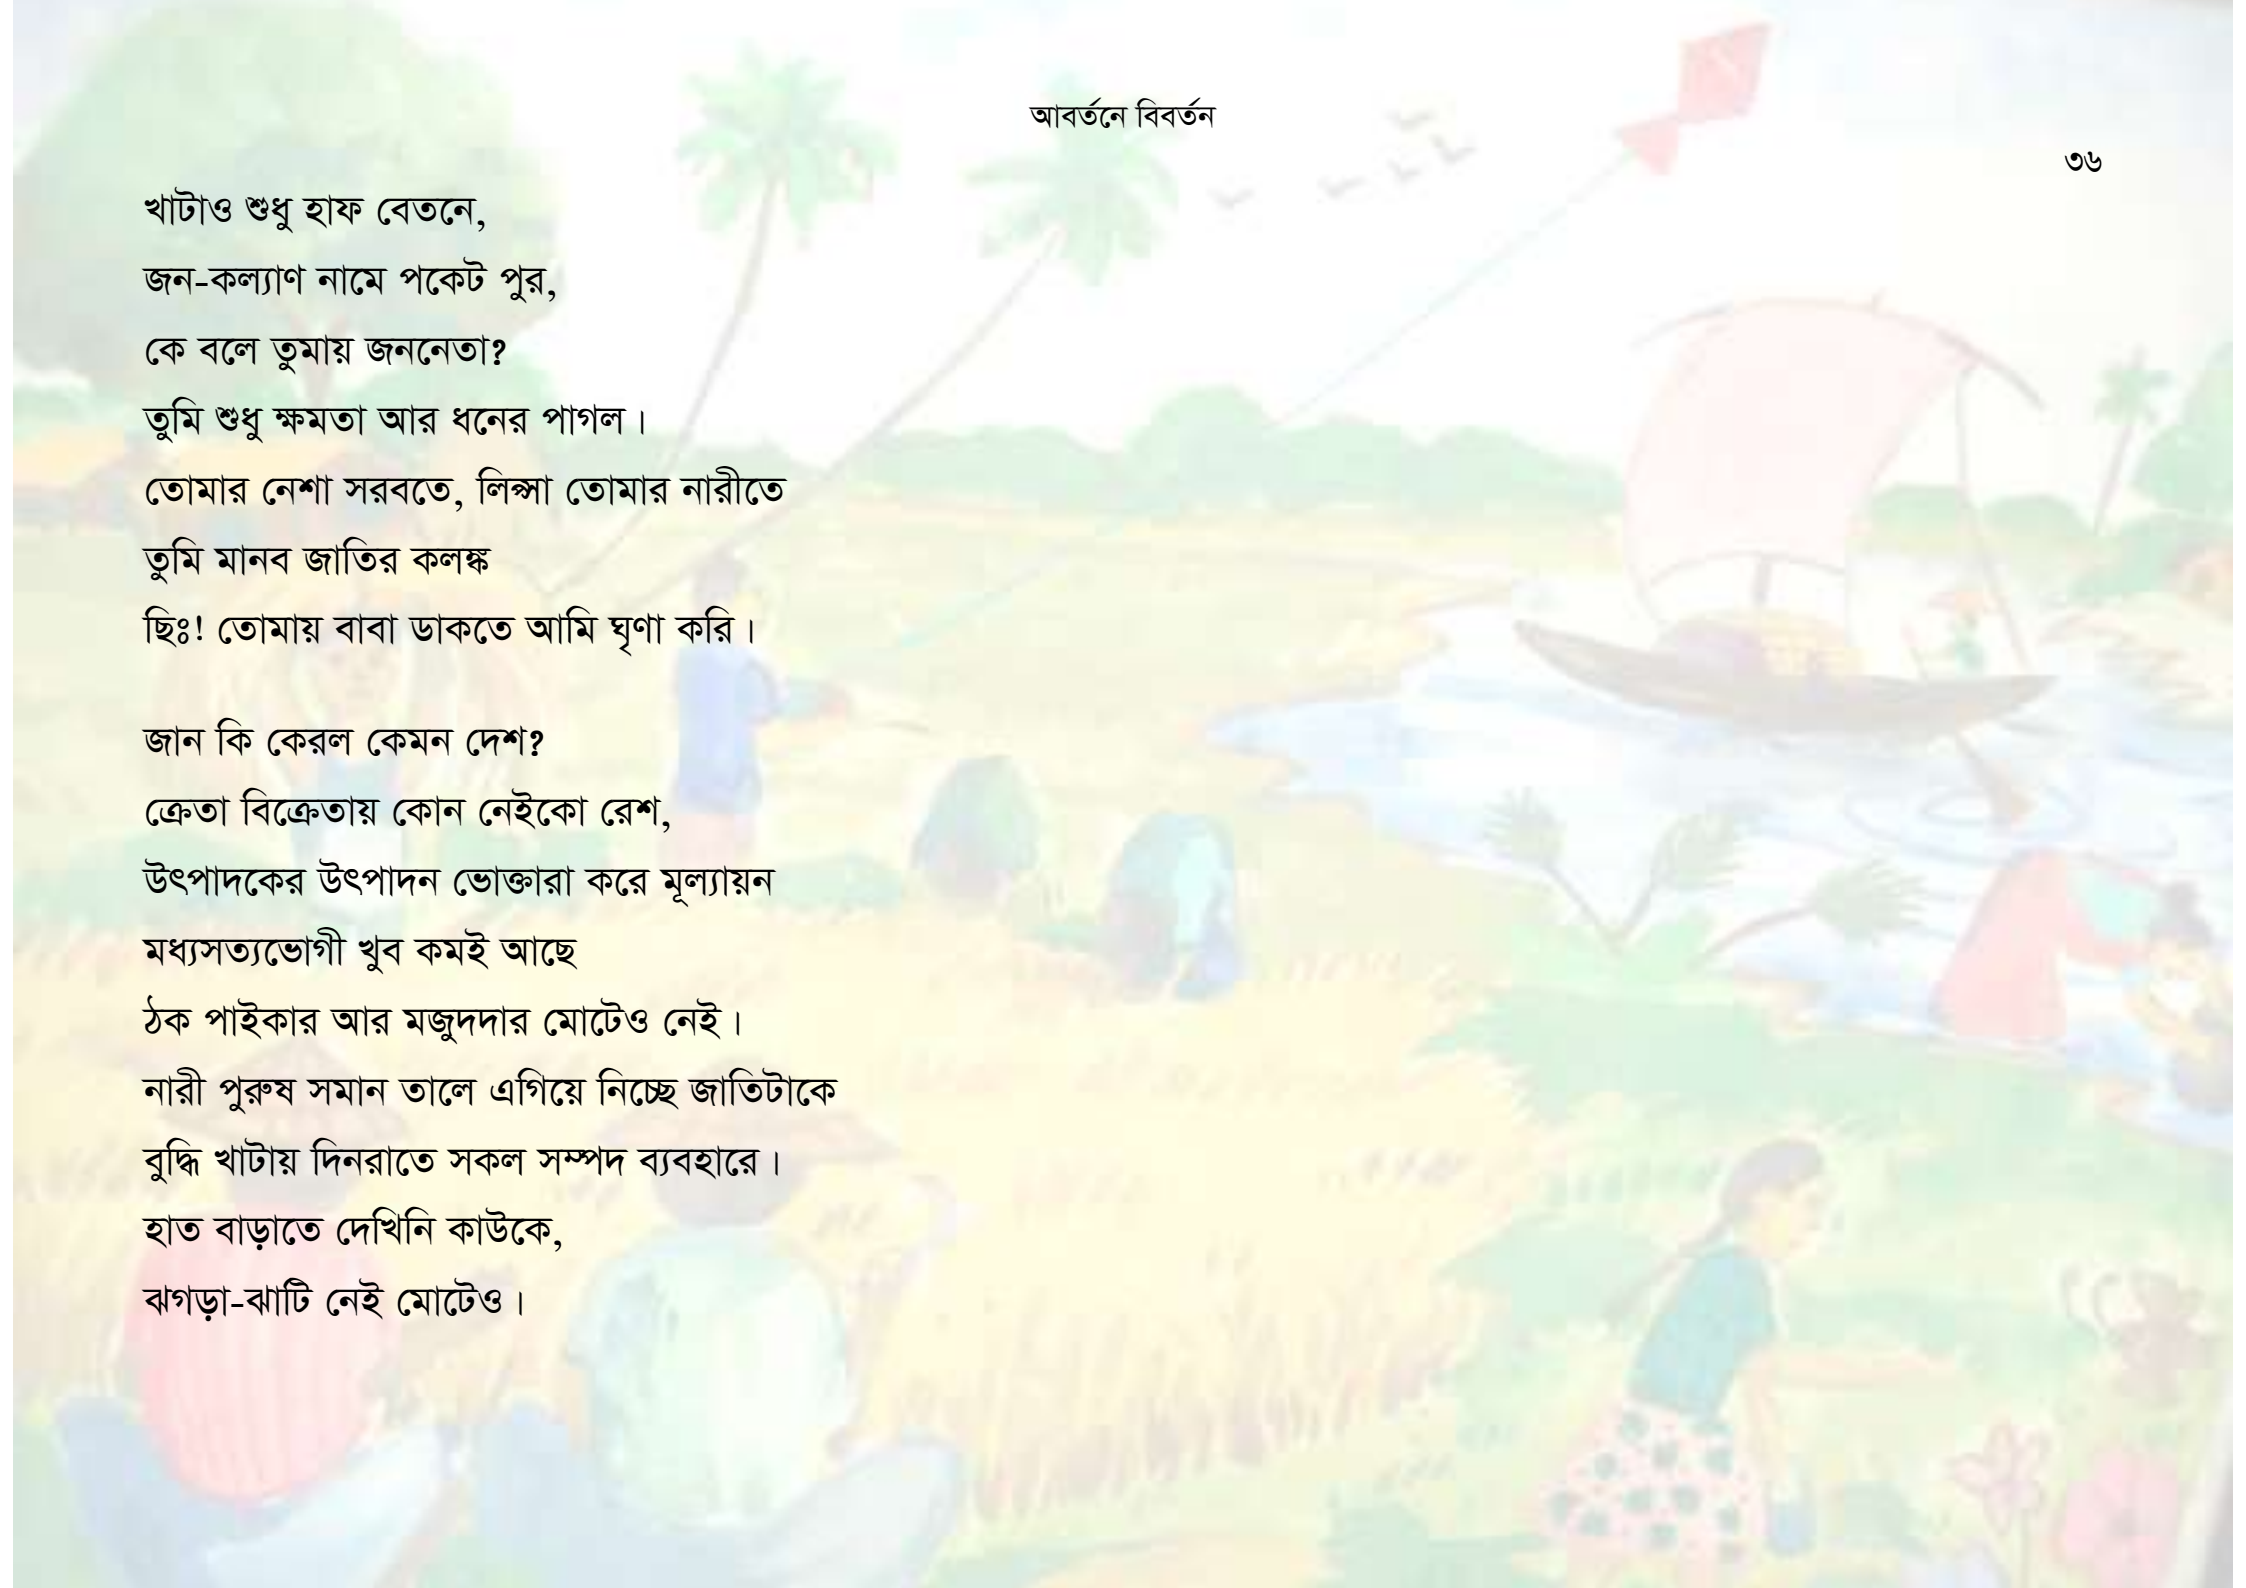 আবর্তনে বিবর্তন
৩৬
খাটাও শুধু হাফ বেতনে,
জন-কল্যাণ নামে পকেট পুর,
কে বলে তুমায় জননেতা?
তুমি শুধু ক্ষমতা আর ধনের পাগল।
তোমার নেশা সরবতে, লিপ্সা তোমার নারীতে
তুমি মানব জাতির কলঙ্ক
ছিঃ! তোমায় বাবা ডাকতে আমি ঘৃণা করি।
জান কি কেরল কেমন দেশ?
ক্রেতা বিক্রেতায় কোন নেইকো রেশ,
উৎপাদকের উৎপাদন ভোক্তারা করে মূল্যায়ন
মধ্যসত্যভোগী খুব কমই আছে
ঠক পাইকার আর মজুদদার মোটেও নেই।
নারী পুরুষ সমান তালে এগিয়ে নিচ্ছে জাতিটাকে
বুদ্ধি খাটায় দিনরাতে সকল সম্পদ ব্যবহারে।
হাত বাড়াতে দেখিনি কাউকে,
ঝগড়া-ঝাটি নেই মোটেও।